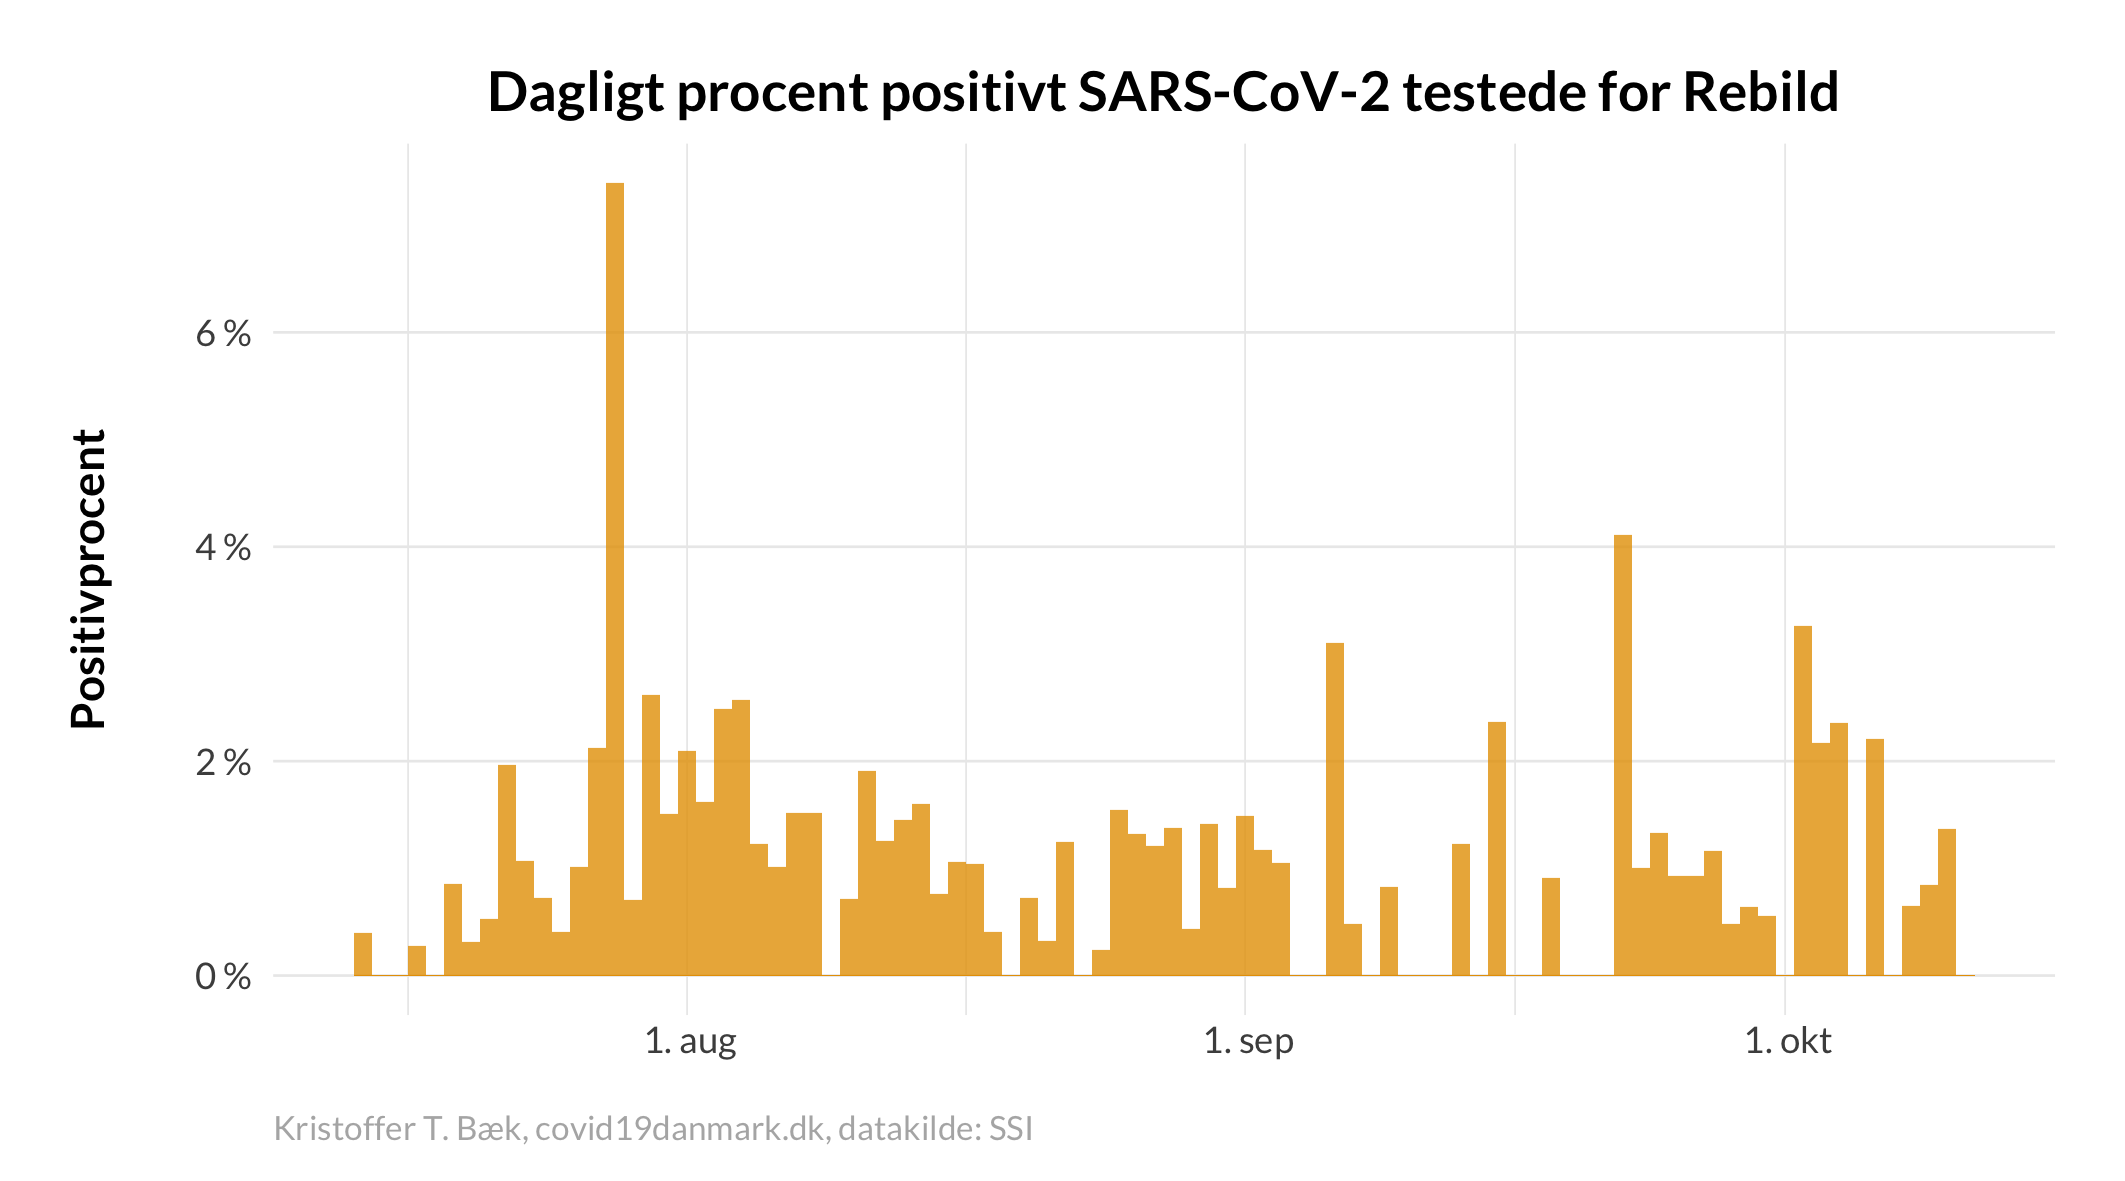 Dagligt procent positivt SARS-CoV-2 testede for Rebild
Positivprocent
6 %
4 %
2 %
0 %
1. aug
1. sep
1. okt
Kristoffer T. Bæk, covid19danmark.dk, datakilde: SSI